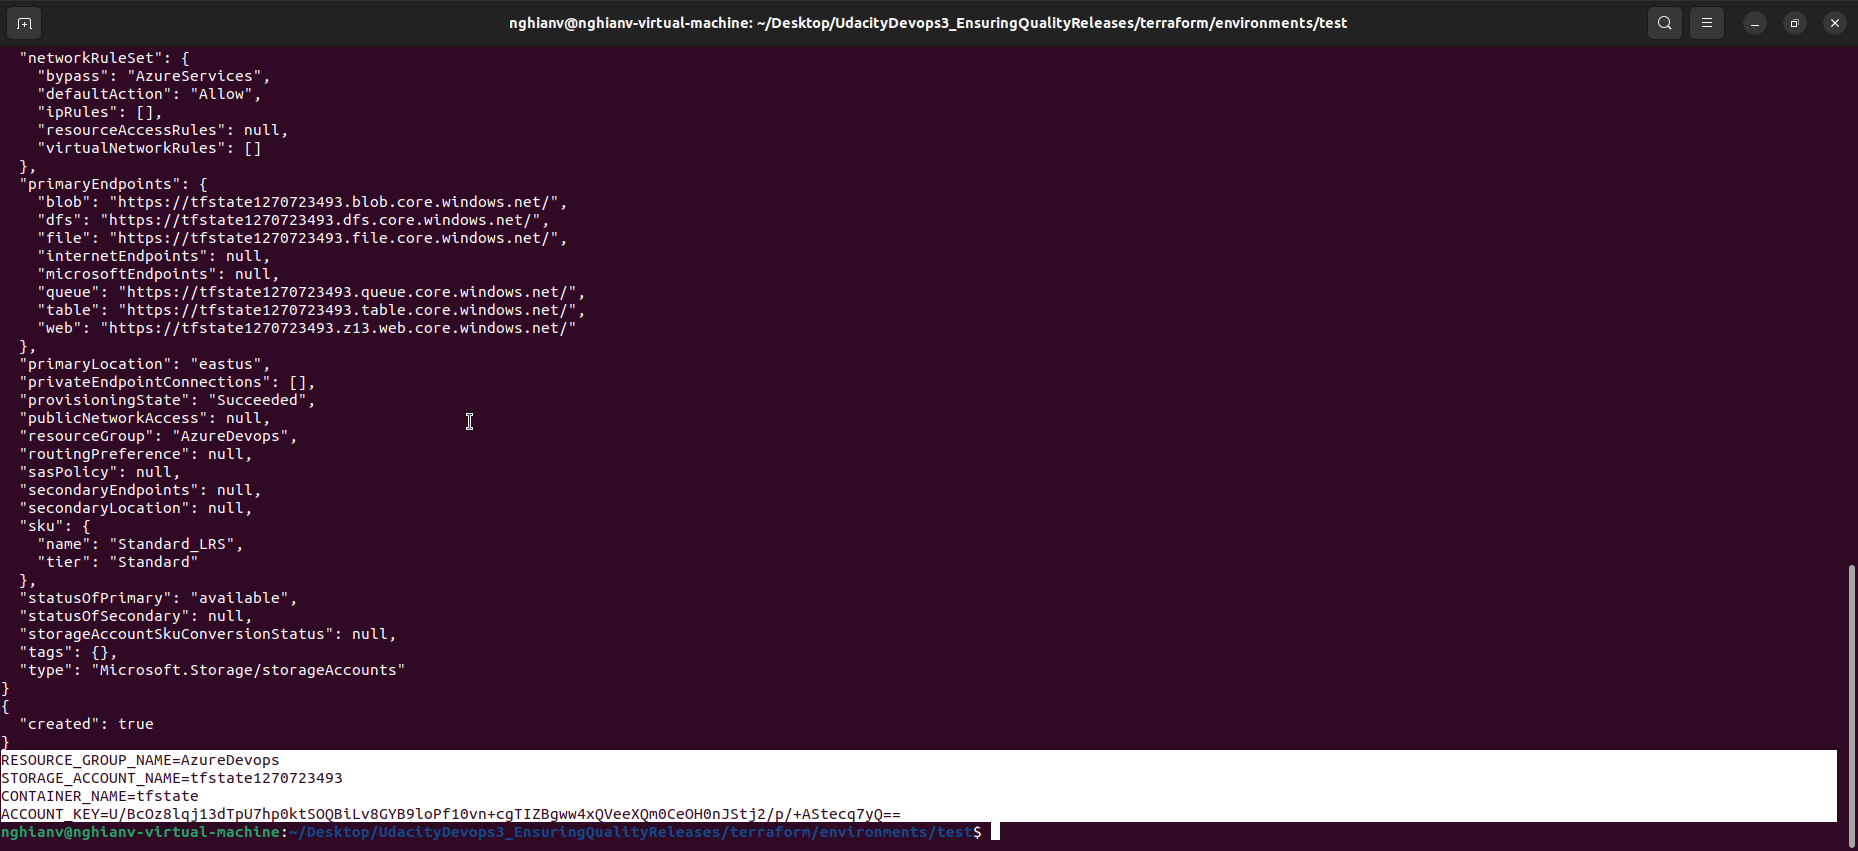 nghianv@nghianv-virtual-machine: ~/Desktop/UdacityDevops3_EnsuringQualityReleases/terraform/environments/test
  "networkRuleSet": {
    "bypass": "AzureServices",
    "defaultAction": "Allow",
    "ipRules": [],
    "resourceAccessRules": null,
    "virtualNetworkRules": []
  },
  "primaryEndpoints": {
    "blob": "https://tfstate1270723493.blob.core.windows.net/",
    "dfs": "https://tfstate1270723493.dfs.core.windows.net/",
    "file": "https://tfstate1270723493.file.core.windows.net/",
    "internetEndpoints": null,
    "microsoftEndpoints": null,
    "queue": "https://tfstate1270723493.queue.core.windows.net/",
    "table": "https://tfstate1270723493.table.core.windows.net/",
    "web": "https://tfstate1270723493.z13.web.core.windows.net/"
  },
  "primaryLocation": "eastus",
  "privateEndpointConnections": [],
  "provisioningState": "Succeeded",
  "publicNetworkAccess": null,
  "resourceGroup": "AzureDevops",
  "routingPreference": null,
  "sasPolicy": null,
  "secondaryEndpoints": null,
  "secondaryLocation": null,
  "sku": {
    "name": "Standard_LRS",
    "tier": "Standard"
  },
  "statusOfPrimary": "available",
  "statusOfSecondary": null,
  "storageAccountSkuConversionStatus": null,
  "tags": {},
  "type": "Microsoft.Storage/storageAccounts"
}
{
  "created": true
}
RESOURCE_GROUP_NAME=AzureDevops
STORAGE_ACCOUNT_NAME=tfstate1270723493
CONTAINER_NAME=tfstate
ACCOUNT_KEY=U/BcOz8lqj13dTpU7hp0ktSOQBiLv8GYB9loPf10vn+cgTIZBgww4xQVeeXQm0CeOH0nJStj2/p/+AStecq7yQ==
nghianv@nghianv-virtual-machine:~/Desktop/UdacityDevops3_EnsuringQualityReleases/terraform/environments/test$